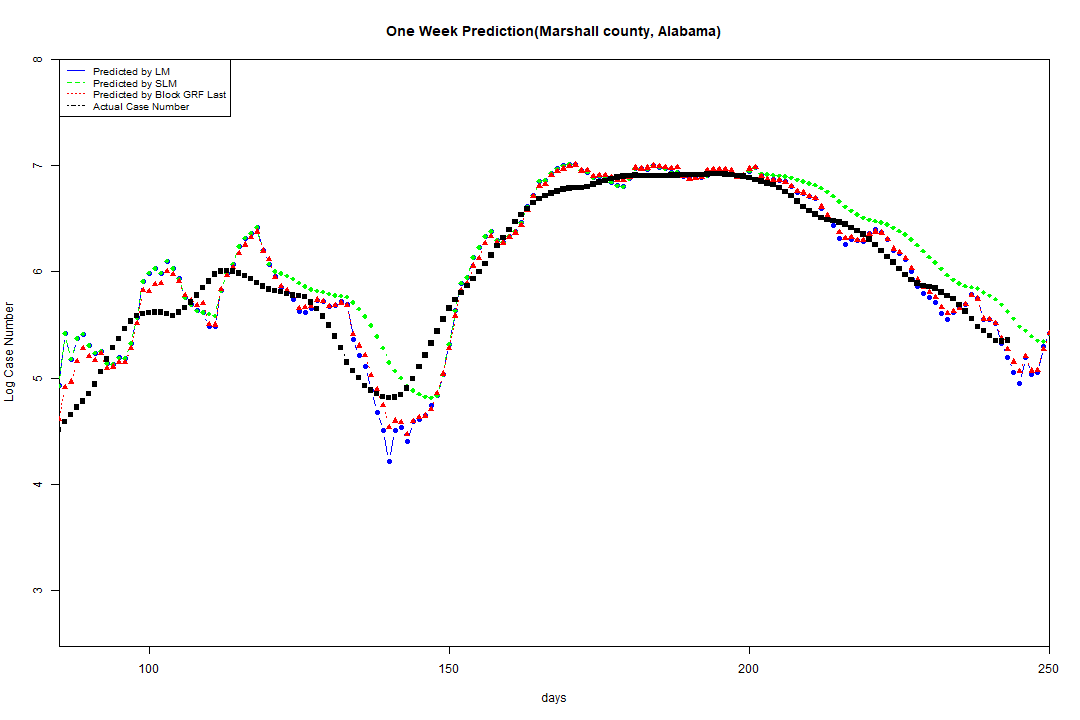 One Week Prediction(Marshall county, Alabama)
Predicted by LM
Predicted by SLM
Predicted by Block GRF Last
Actual Case Number
8
7
6
5
4
3
Log Case Number
100
150
200
250
days